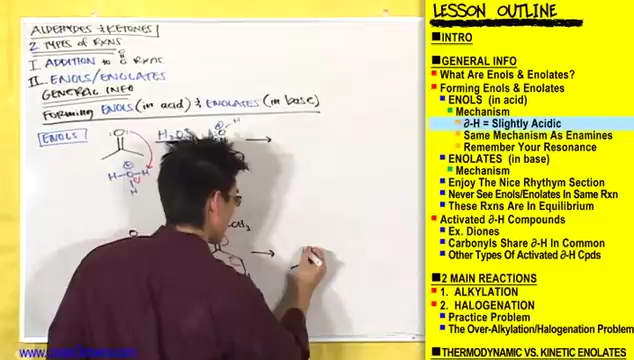 ALDEHYDES & KETONES
2 TYPES OF RXNS
I ADDITION to C=O RXNS
II ENOLS/ENOLATES
GENERAL INFO
FORMING ENOLS (in acid) & ENOLATES (in base)
ENOLS
www.
LESSON OUTLINE
INTRO
GENERAL INFO
What Are Enols & Enolates?
Forming Enols & Enolates
ENOLS (in acid)
Mechanism
∂-H = Slightly Acidic
Same Mechanism As Enamines
Remember Your Resonance
ENOLATES (in base)
Mechanism
Enjoy The Nice Rhythym Section
Never See Enols/Enolates In Same Rxn
These Rxns Are In Equilibrium
Activated ∂-H Compounds
Ex. Diones
Carbonyls Share ∂-H In Common
Other Types Of Activated ∂-H Cpds
2 MAIN REACTIONS
1. ALKYLATION
2. HALOGENATION
Practice Problem
The Over-Alkylation/Halogenation Problem
THERMODYNAMIC VS. KINETIC ENOLATES